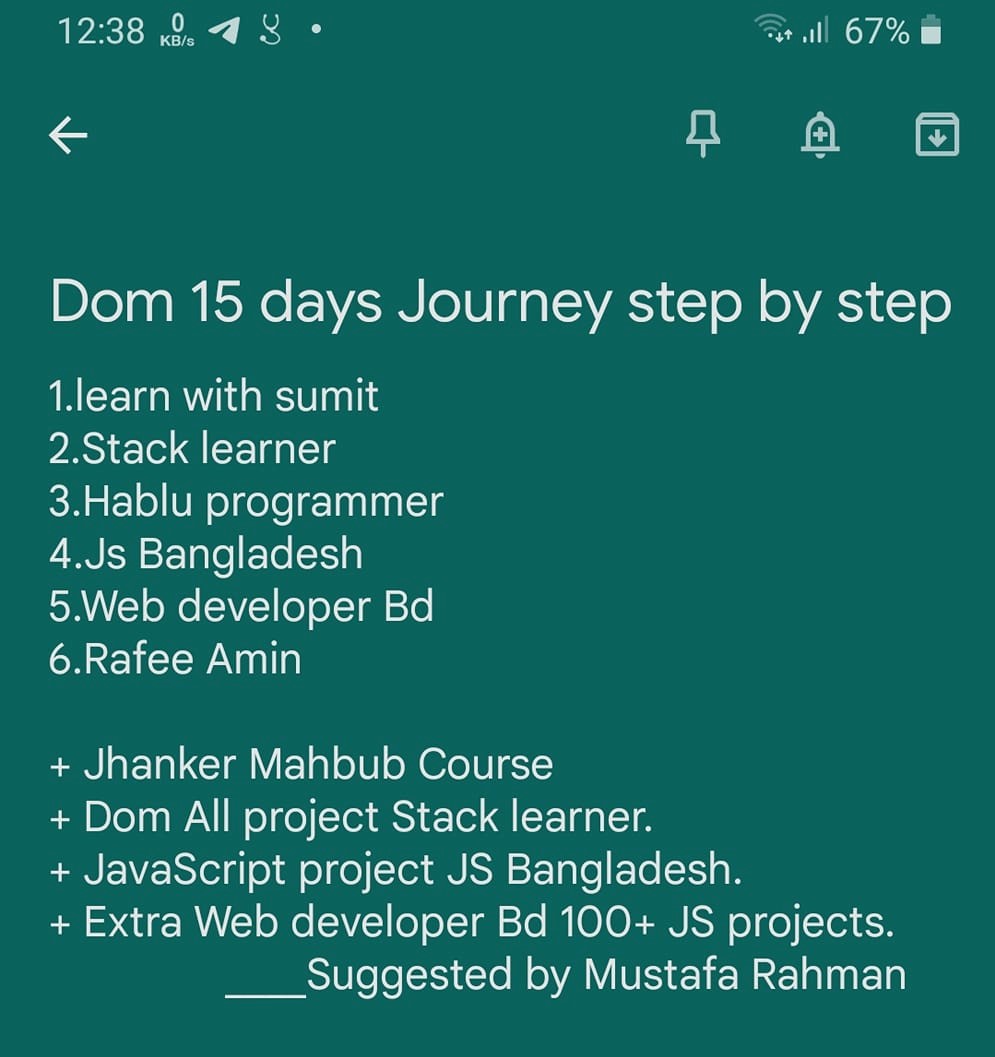 12:38 0 KB/s 67%
Dom 15 days Journey step by step
1.learn with sumit
2.Stack learner
3.Hablu programmer
4.Js Bangladesh
5.Web developer Bd
6.Rafee Amin
+ Jhanker Mahbub Course
+ Dom All project Stack learner.
+ JavaScript project JS Bangladesh.
+ Extra Web developer Bd 100+ JS projects.
____Suggested by Mustafa Rahman